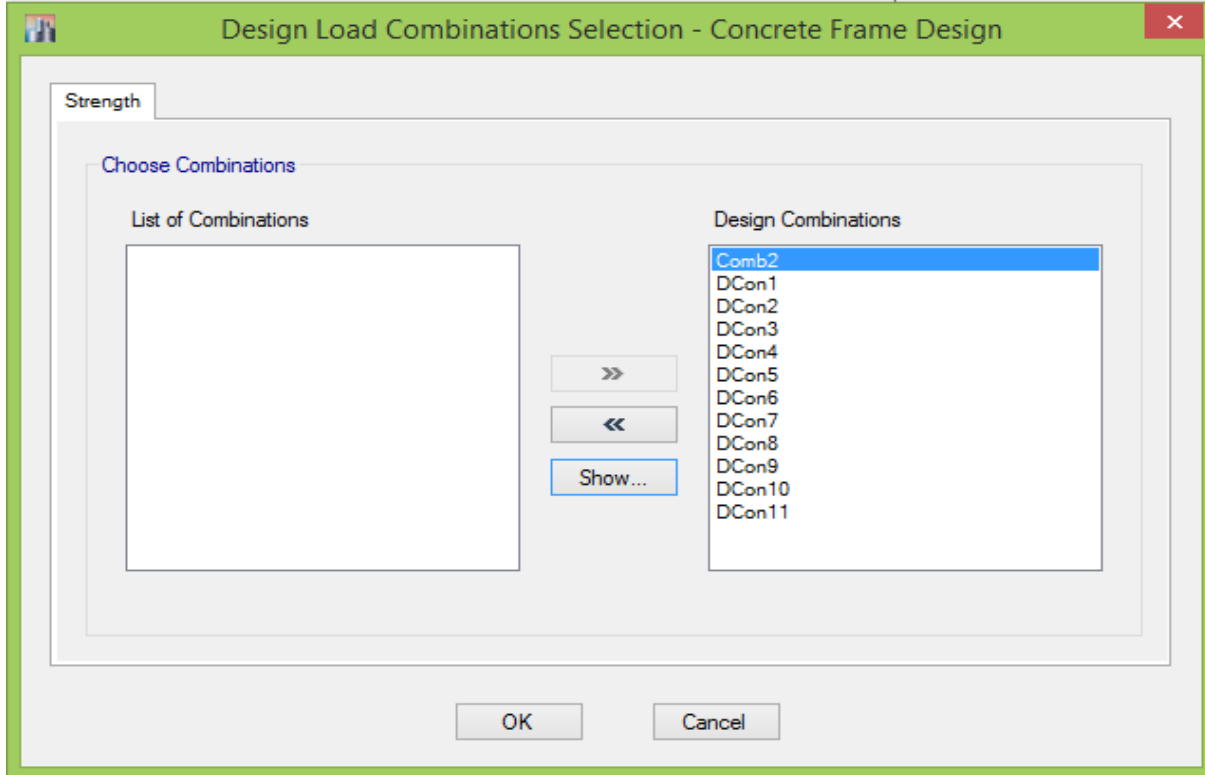 Design Load Combinations Selection - Concrete Frame Design
Strength
Choose Combinations
List of Combinations
Design Combinations
Comb2
DCon1
DCon2
DCon3
DCon4
DCon5
DCon6
DCon7
DCon8
DCon9
DCon10
DCon11
>>
<<
Show...
OK
Cancel